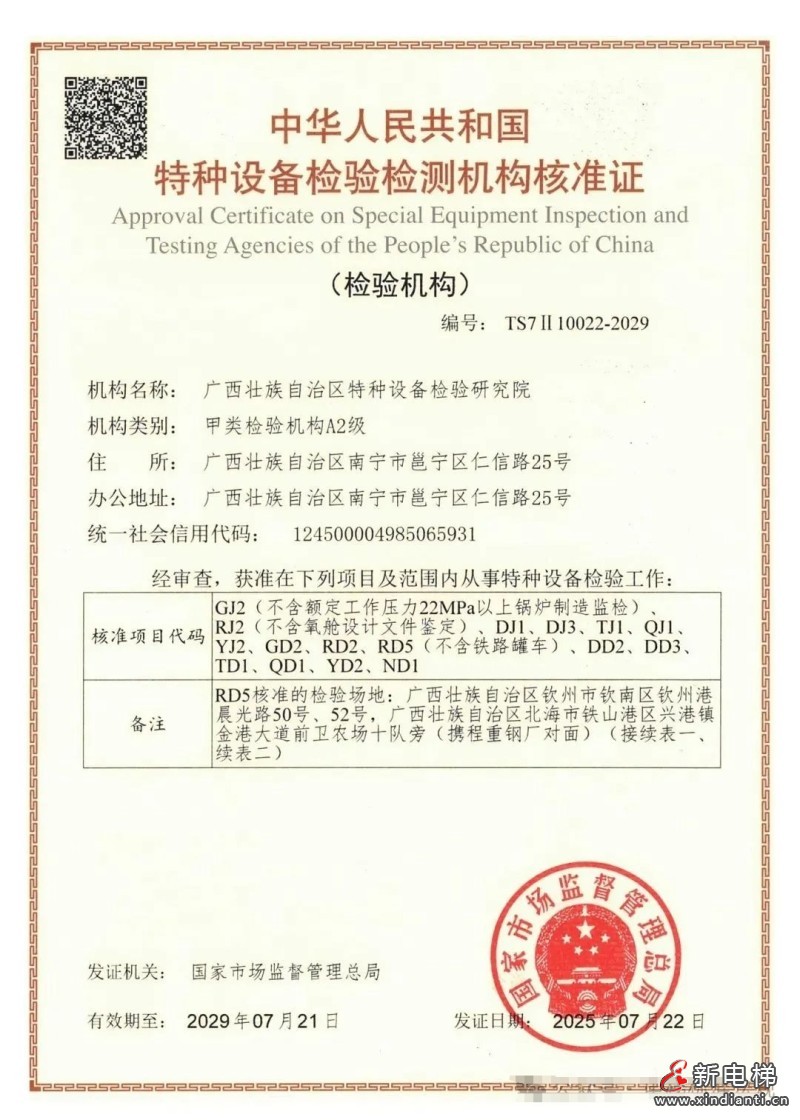 中华人民共和国
特种设备检验检测机构核准证
Approval Certificate on Special Equipment Inspection and
Testing Agencies of the People's Republic of China
（检验机构）
编号： TS7Ⅱ10022-2029
机构名称： 广西壮族自治区特种设备检验研究院
机构类别： 甲类检验机构A2级
住 所： 广西壮族自治区南宁市邕宁区仁信路25号
办公地址： 广西壮族自治区南宁市邕宁区仁信路25号
统一社会信用代码： 124500004985065931
经审查，获准在下列项目及范围内从事特种设备检验工作：
核准项目代码
GJ2（不含额定工作压力22MPa以上锅炉制造监检）、
RJ2（不含氧舱设计文件鉴定）、DJ1、DJ3、TJ1、QJ1、
YJ2、GD2、RD2、RD5（不含铁路罐车）、DD2、DD3、
TD1、QD1、YD2、ND1
备注
RD5核准的检验场地：广西壮族自治区钦州市钦南区钦州港
晨光路50号、52号，广西壮族自治区北海市铁山港区兴港镇
金港大道前卫农场十队旁（携程重钢厂对面）（接续表一、
续表二）
国家市场监督管理总局
发证机关： 国家市场监督管理总局
有效期至： 2029年07月21日
发证日期： 2025年07月22日
新电梯
www.xindianti.cn